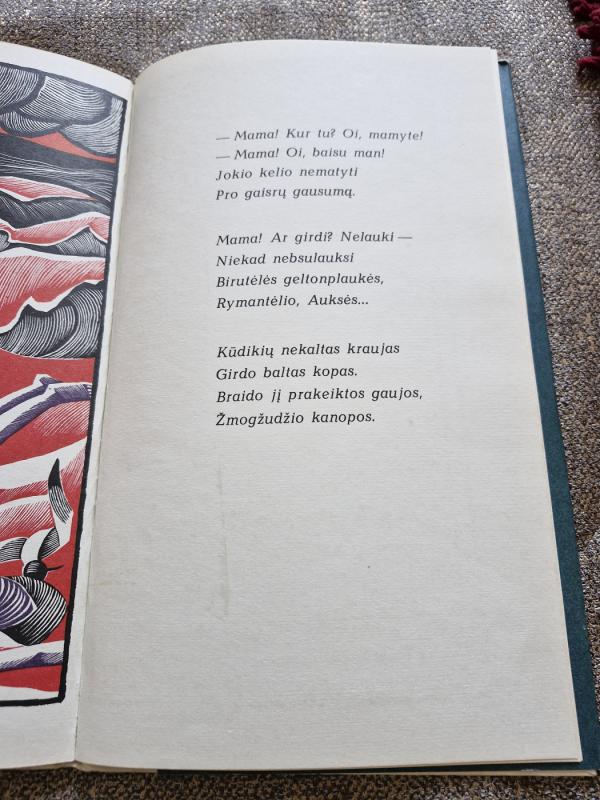 — Mama! Kur tu? Oi, mamyte!
— Mama! Oi, baisu man!
Jokio kelio nematyti
Pro gaisrų gausumą.
Mama! Ar girdi? Nelauki —
Niekad nebsulauksi
Birutėlės geltonplaukės,
Rymantėlio, Auksės...
Kūdikių nekaltas kraujas
Girdo baltas kopas.
Braido jį prakeiktos gaujos,
Žmogžudžio kanopos.